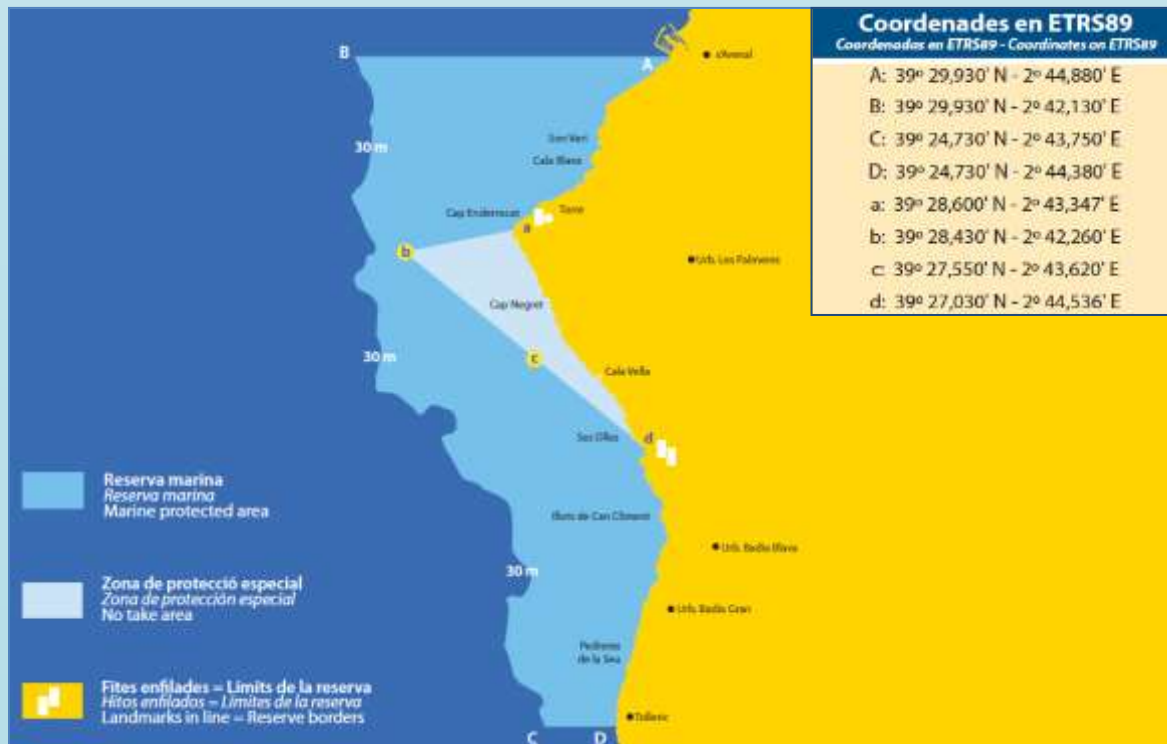 Coordenades en ETRS89
Coordenadas en ETRS89 - Coordinates on ETRS89
A: 39º 29,930' N - 2º 44,880' E
B: 39º 29,930' N - 2º 42,130' E
C: 39º 24,730' N - 2º 43,750' E
D: 39º 24,730' N - 2º 44,380' E
a: 39º 28,600' N - 2º 43,347' E
b: 39º 28,430' N - 2º 42,260' E
c: 39º 27,550' N - 2º 43,620' E
d: 39º 27,030' N - 2º 44,536' E
B
A
s'Arenal
30 m
Son Veri
Cala Blava
Cap Enderrocat
Torre
a
b
Urb. Les Palmeres
Cap Negret
30 m
c
Cala Vella
Ses Olles
d
Illots de Can Climent
Urb. Badia Blava
30 m
Urb. Badia Gran
Pedreres
de la Seu
Tolleric
C
D
Reserva marina
Reserva marina
Marine protected area
Zona de protecció especial
Zona de protección especial
No take area
Fites enfilades = Límits de la reserva
Hitos enfilados = Límites de la reserva
Landmarks in line = Reserve borders